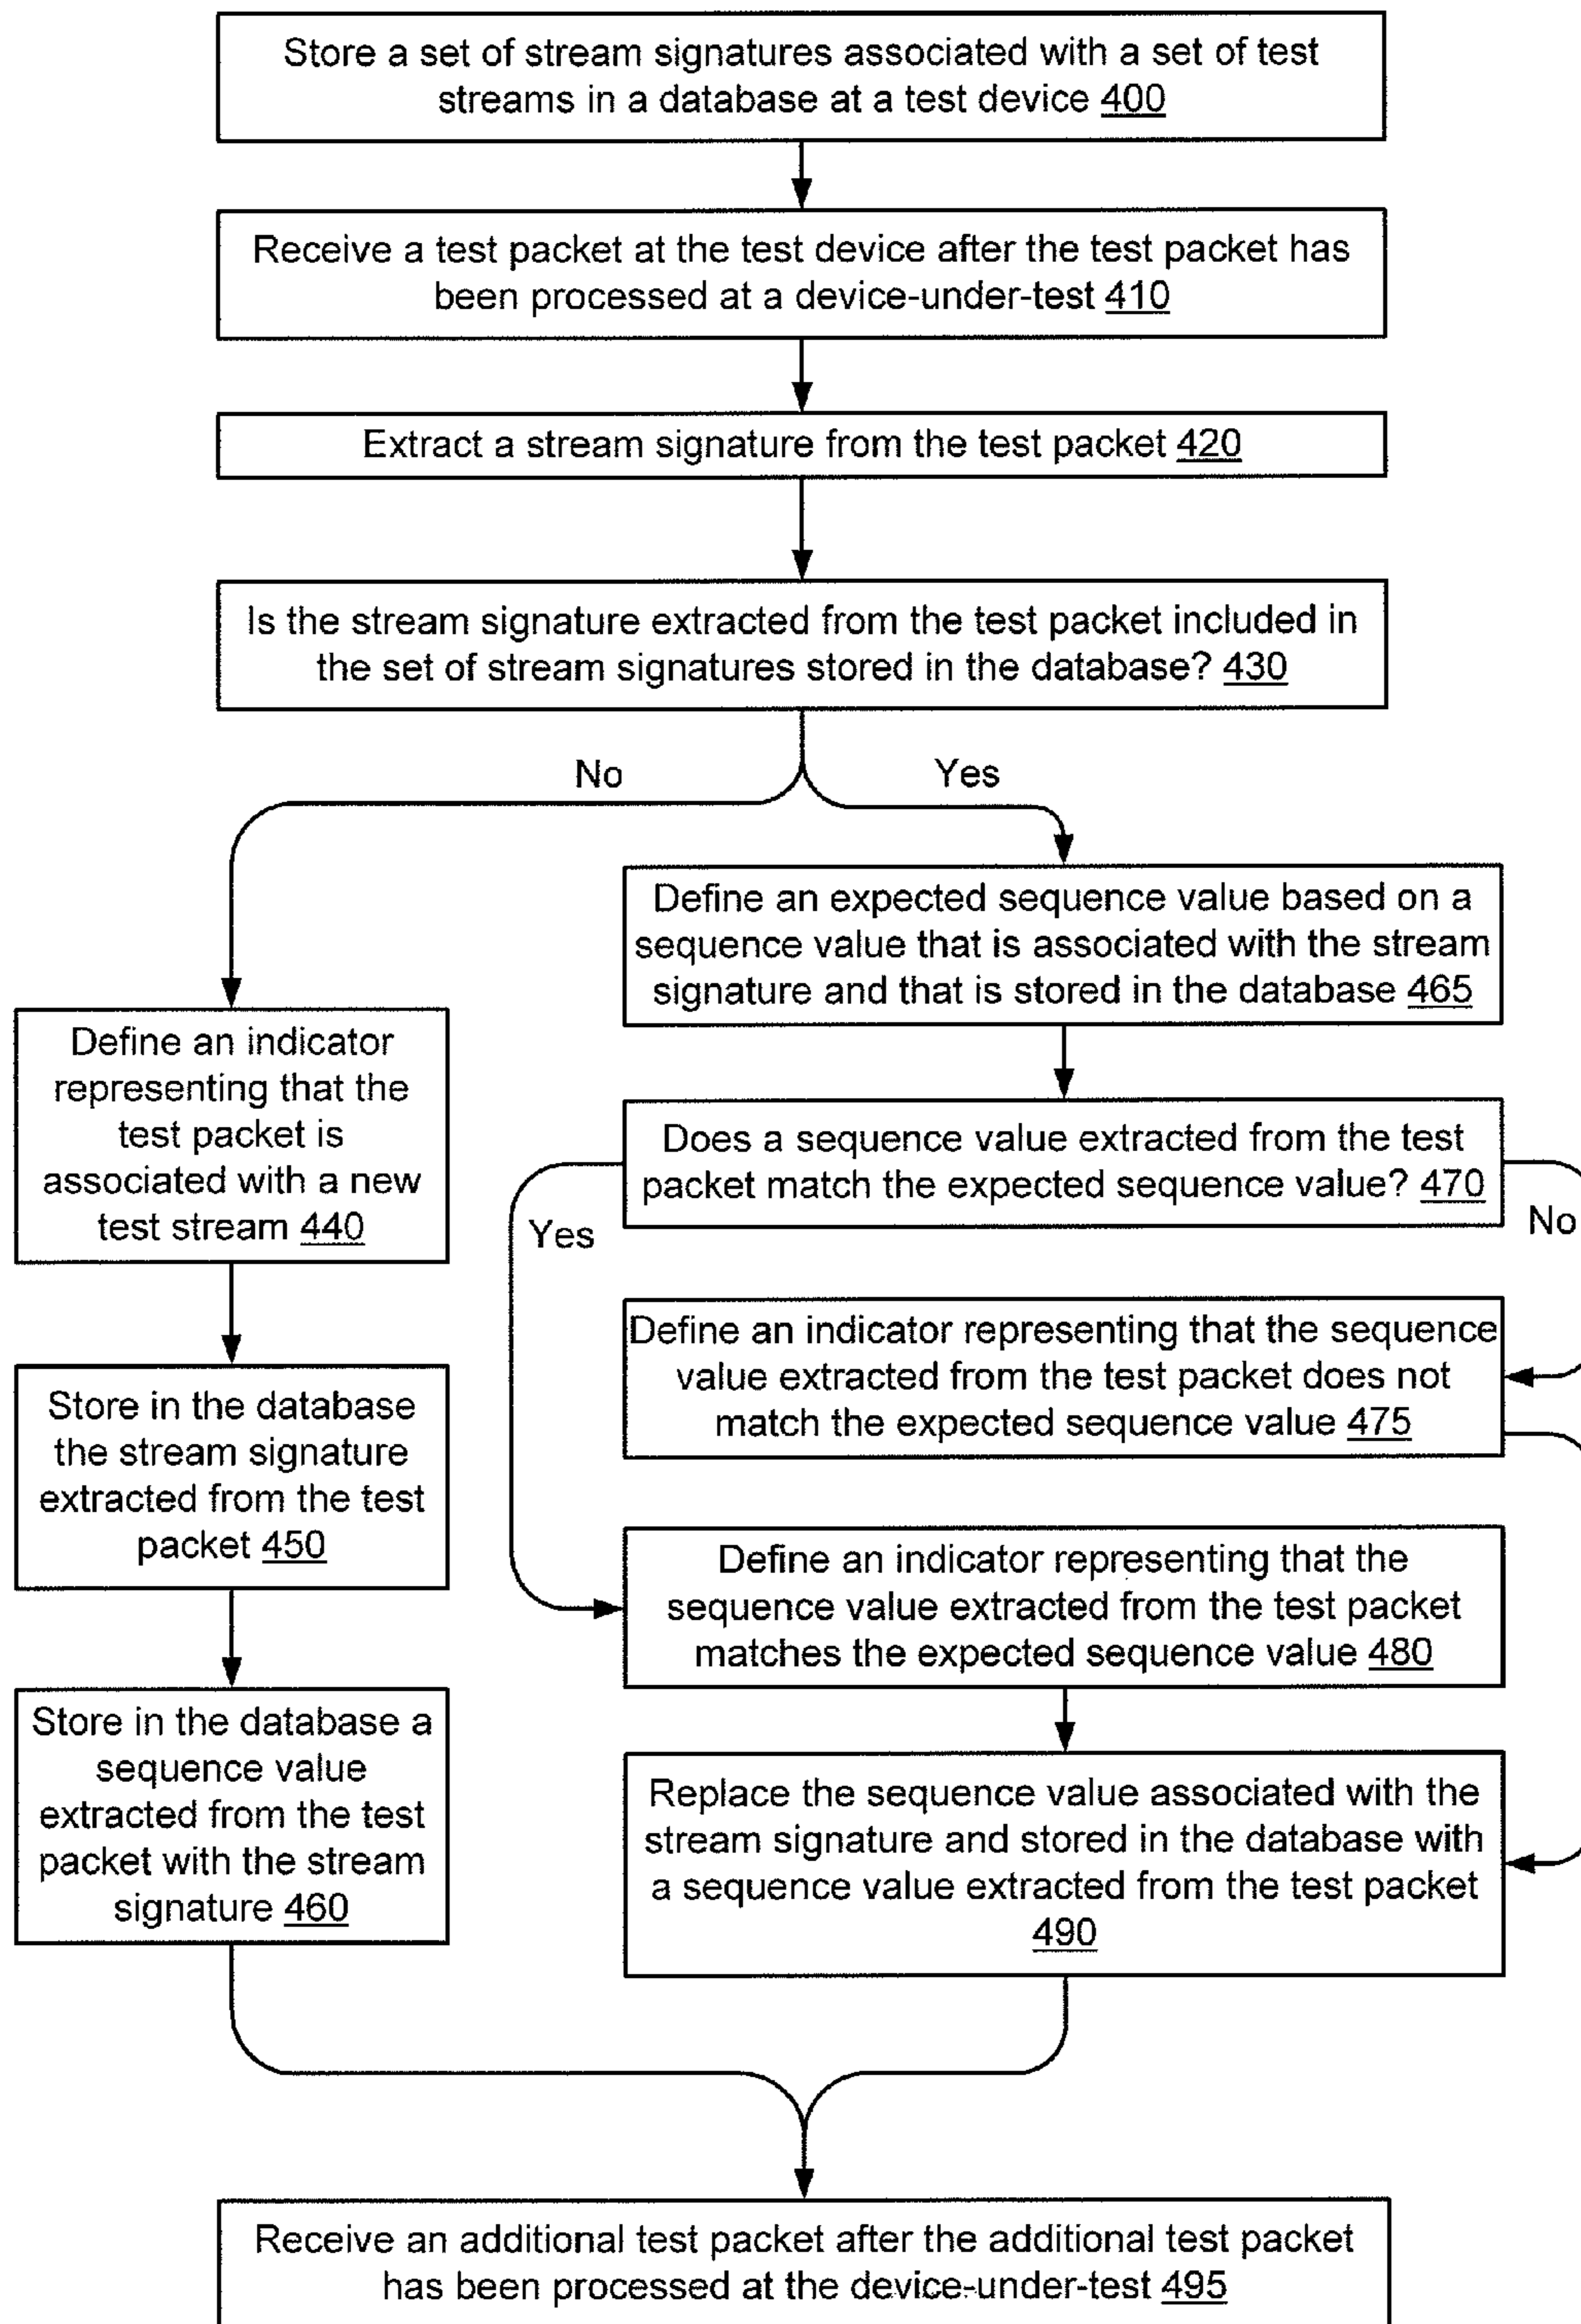 Store a set of stream signatures associated with a set of test
streams in a database at a test device 400
Receive a test packet at the test device after the test packet has
been processed at a device-under-test 410
Extract a stream signature from the test packet 420
Is the stream signature extracted from the test packet included in
the set of stream signatures stored in the database? 430
No
Yes
Define an expected sequence value based on a
sequence value that is associated with the stream
signature and that is stored in the database 465
Define an indicator
representing that the
test packet is
associated with a new
test stream 440
Does a sequence value extracted from the test
packet match the expected sequence value? 470
Yes
No
Define an indicator representing that the sequence
value extracted from the test packet does not
match the expected sequence value 475
Store in the database
the stream signature
extracted from the test
packet 450
Define an indicator representing that the
sequence value extracted from the test packet
matches the expected sequence value 480
Store in the database a
sequence value
extracted from the test
packet with the stream
signature 460
Replace the sequence value associated with the
stream signature and stored in the database with
a sequence value extracted from the test packet
490
Receive an additional test packet after the additional test packet
has been processed at the device-under-test 495